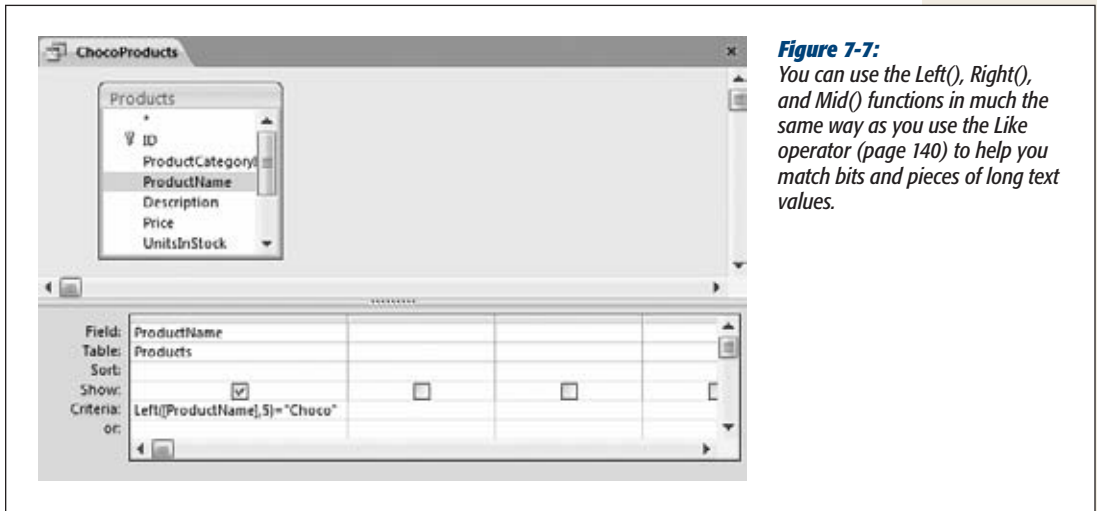 ChocoProducts
Products
*
ID
ProductCategoryI
ProductName
Description
Price
UnitsInStock
Field: ProductName
Table: Products
Sort:
Show:
Criteria: Left([ProductName],5)="Choco"
or:
Figure 7-7:
You can use the Left(), Right(),
and Mid() functions in much the
same way as you use the Like
operator (page 140) to help you
match bits and pieces of long text
values.